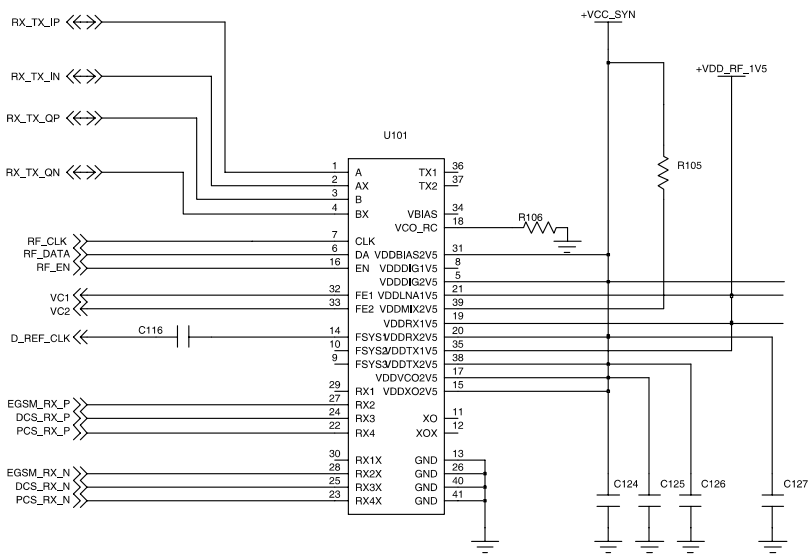 RX_TX_IP
RX_TX_IN
RX_TX_QP
RX_TX_QN
RF_CLK
RF_DATA
RF_EN
VC1
VC2
D_REF_CLK
C116
EGSM_RX_P
DCS_RX_P
PCS_RX_P
EGSM_RX_N
DCS_RX_N
PCS_RX_N
U101
1 A TX1 36
2 AX TX2 37
3 B
4 BX VBIAS 34
VCO_RC 18
7 CLK
6 DA VDDBIAS2V5 31
16 EN VDDDIG1V5 8
VDDDIG2V5 5
32 FE1 VDDLNA1V5 21
33 FE2 VDDMIX2V5 39
VDDRX1V5 19
14 FSYS1 VDDRX2V5 20
10 FSYS2 VDDTX1V5 35
9 FSYS3 VDDTX2V5 38
VDDVCO2V5 17
29 RX1 VDDXO2V5 15
27 RX2
24 RX3 XO 11
22 RX4 XOX 12
30 RX1X GND 13
28 RX2X GND 26
25 RX3X GND 40
23 RX4X GND 41
+VCC_SYN
+VDD_RF_1V5
R105
R106
C124
C125
C126
C127